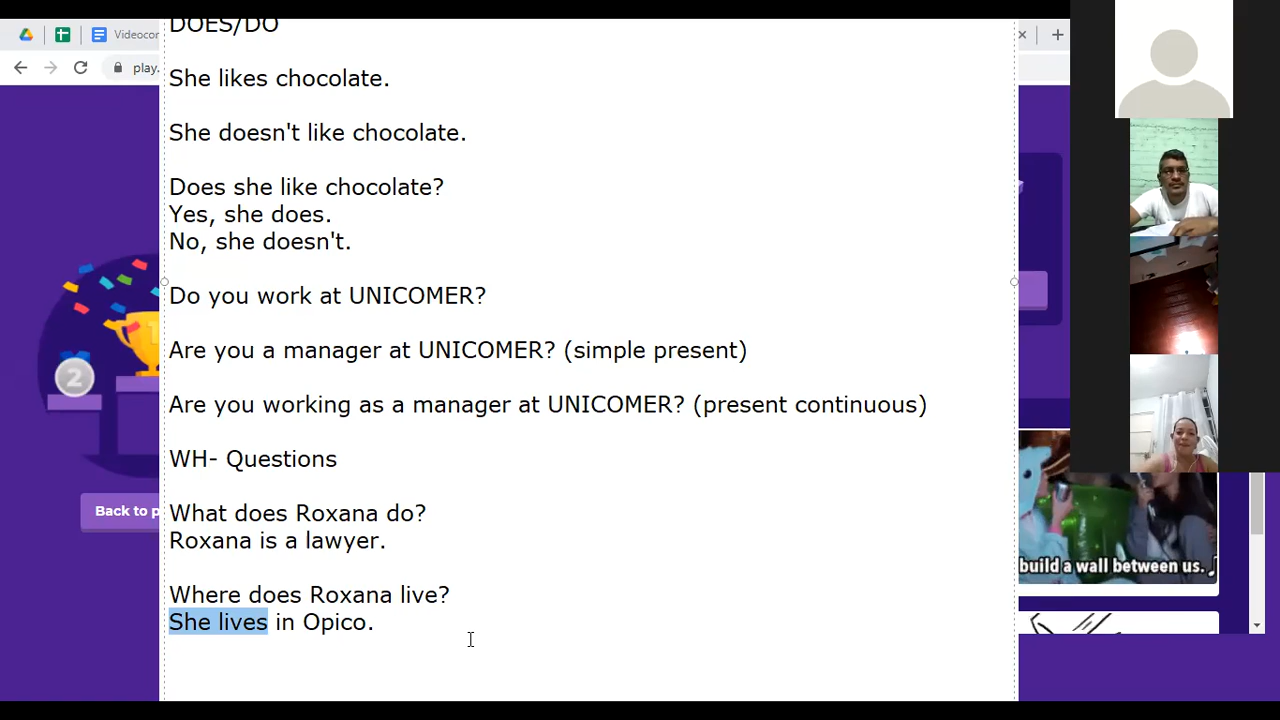 DOES/DO
Videocon
play.
She likes chocolate.
She doesn't like chocolate.
Does she like chocolate?
Yes, she does.
No, she doesn't.
Do you work at UNICOMER?
Are you a manager at UNICOMER? (simple present)
Are you working as a manager at UNICOMER? (present continuous)
WH- Questions
What does Roxana do?
Roxana is a lawyer.
Where does Roxana live?
She lives in Opico.
1
2
Back to p
build a wall between us.♫